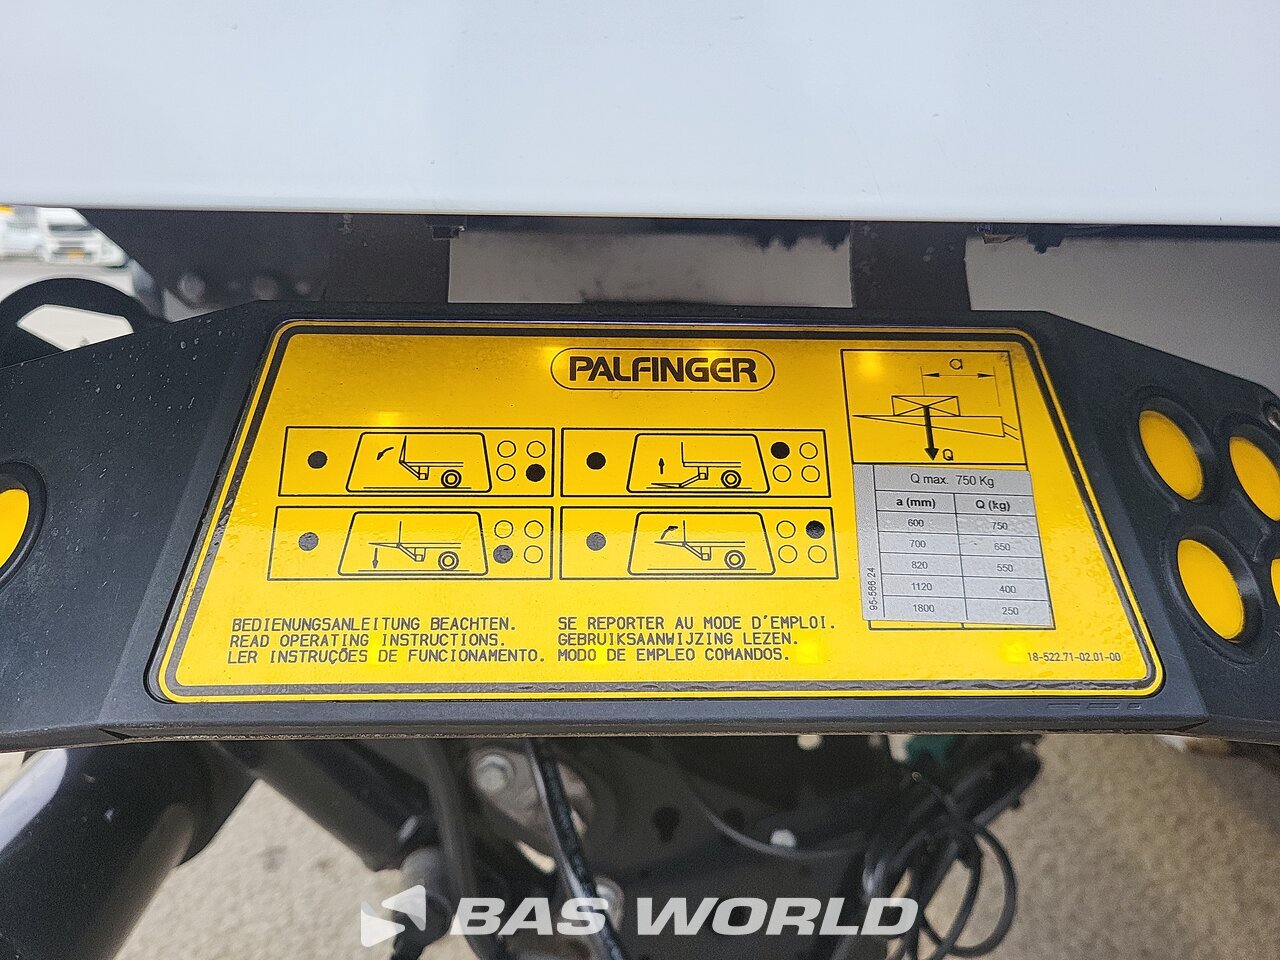 PALFINGER
a
Q
Q max. 750 Kg
a (mm) Q (kg)
600 750
700 650
820 550
1120 400
1800 250
95-566.24
BEDIENUNGSANLEITUNG BEACHTEN.
READ OPERATING INSTRUCTIONS.
LER INSTRUÇÕES DE FUNCIONAMENTO.
SE REPORTER AU MODE D'EMPLOI.
GEBRUIKSAANWIJZING LEZEN.
MODO DE EMPLEO COMANDOS.
18-522.71-02.01-00
BAS WORLD